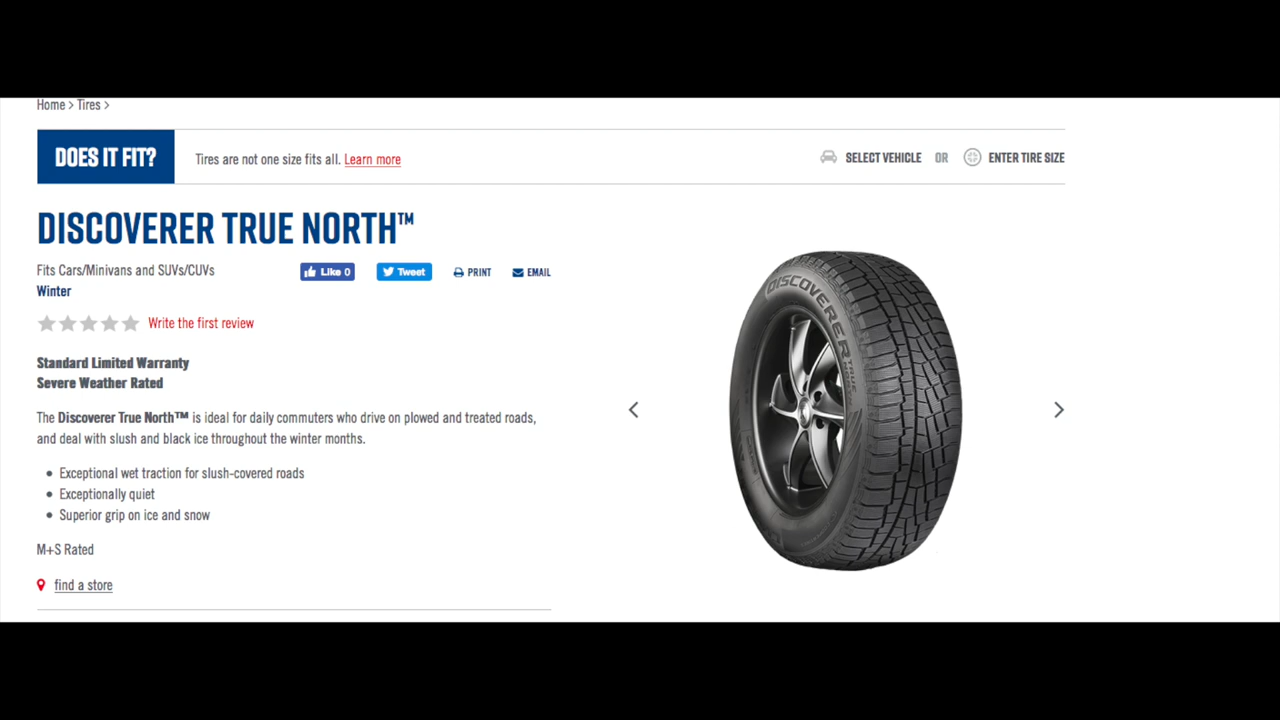 Home > Tires >
DOES IT FIT?
Tires are not one size fits all. Learn more
SELECT VEHICLE OR ENTER TIRE SIZE
DISCOVERER TRUE NORTH™
Fits Cars/Minivans and SUVs/CUVs
Like 0
Tweet
PRINT
EMAIL
Winter
Write the first review
Standard Limited Warranty
Severe Weather Rated
The Discoverer True North™ is ideal for daily commuters who drive on plowed and treated roads,
and deal with slush and black ice throughout the winter months.
• Exceptional wet traction for slush-covered roads
• Exceptionally quiet
• Superior grip on ice and snow
M+S Rated
find a store
DISCOVERER
TRUE